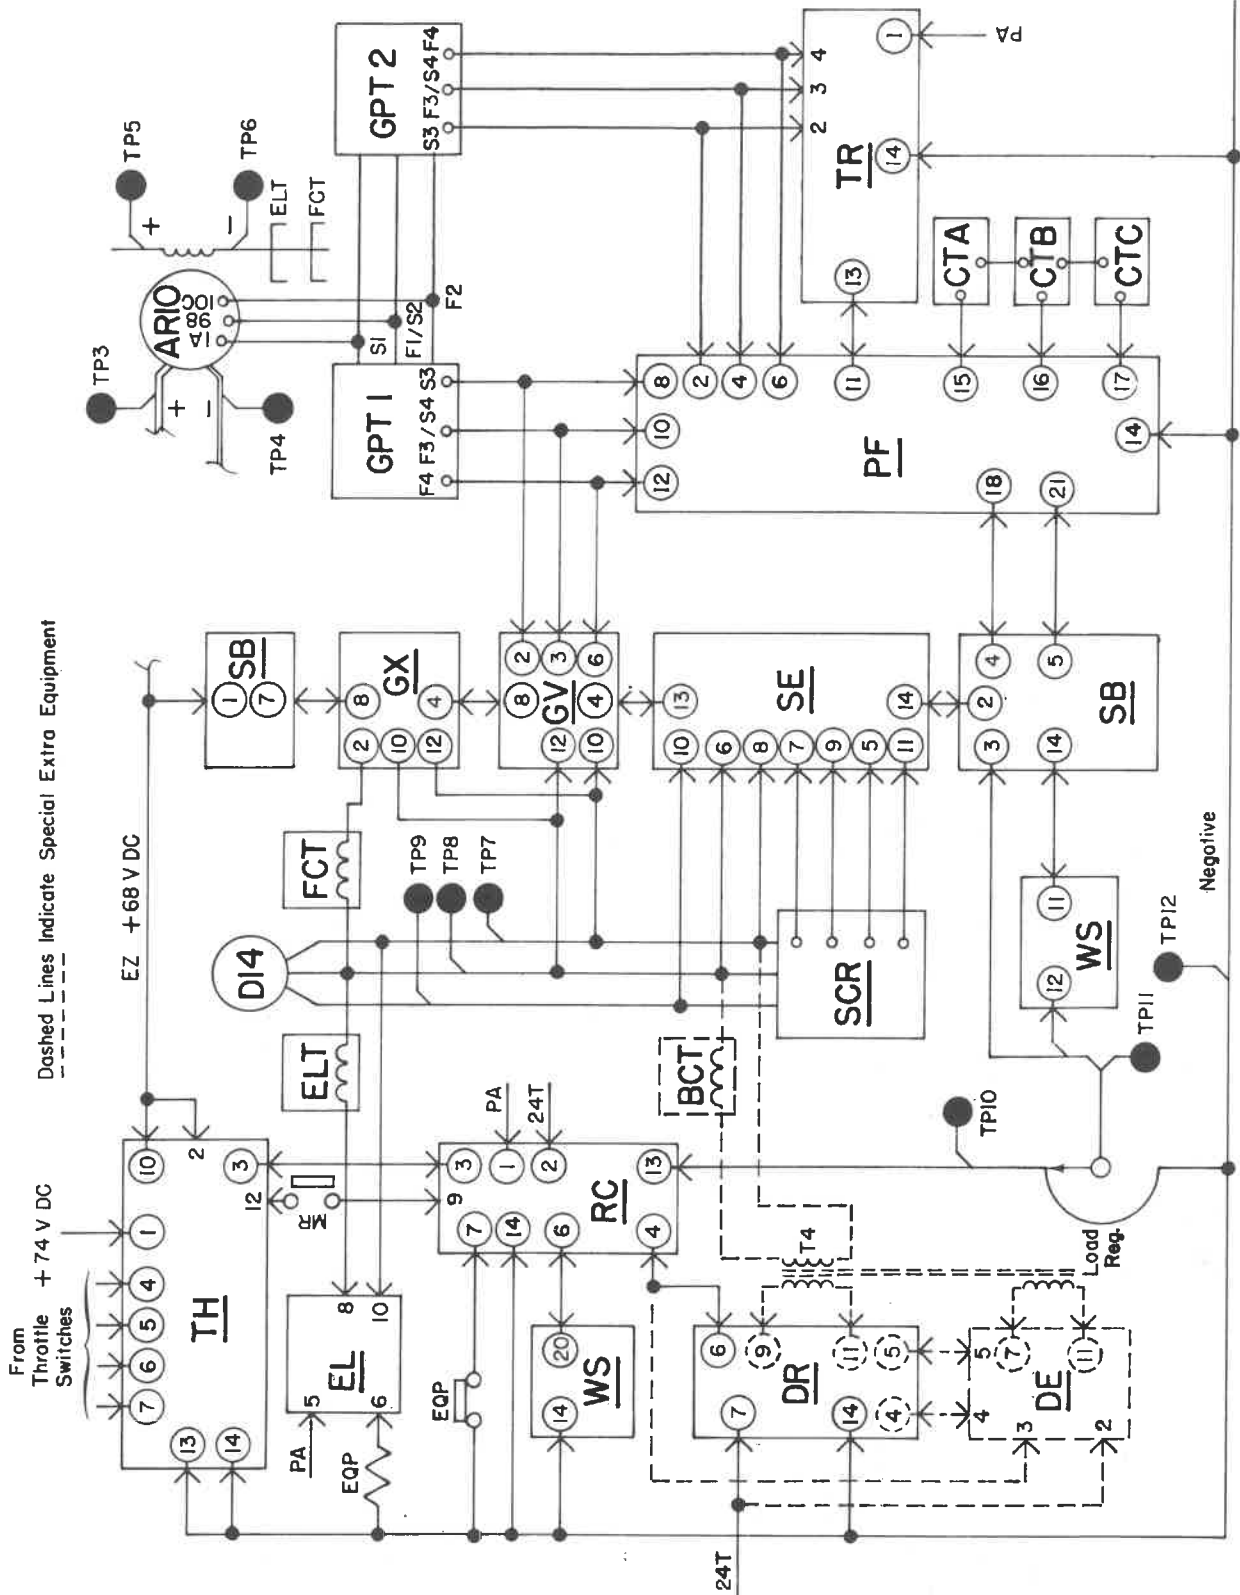 Dashed Lines Indicate Special Extra Equipment
From
Throttle
Switches
+74 V DC
EZ +68 V DC
TH
7
6
5
4
1
10
2
3
12
13
14
MR
ELT
FCT
D14
SB
1
7
GX
2
10
12
8
4
GV
8
2
3
6
12
10
4
TP3
TP4
+
−
AR10
1A
9B
10C
TP5
TP6
+
−
ELT
FCT
GPT 1
F4
F3/S4
S3
S1
F1/S2
F2
GPT 2
S3
F3/S4
F4
EL
5
6
8
10
PA
EQP
EQP
RC
3
1
2
13
9
7
14
6
4
PA
24T
WS
14
20
TP9
TP8
TP7
SE
13
10
6
8
7
9
5
11
14
SCR
BCT
T4
PF
12
10
8
2
4
6
11
15
16
17
14
18
21
TR
2
3
4
1
13
14
PA
CTA
CTB
CTC
SB
3
2
4
5
14
WS
12
11
TP10
TP11
TP12
Negative
Load
Reg.
DR
6
9
11
5
7
14
4
DE
5
7
11
4
3
2
24T